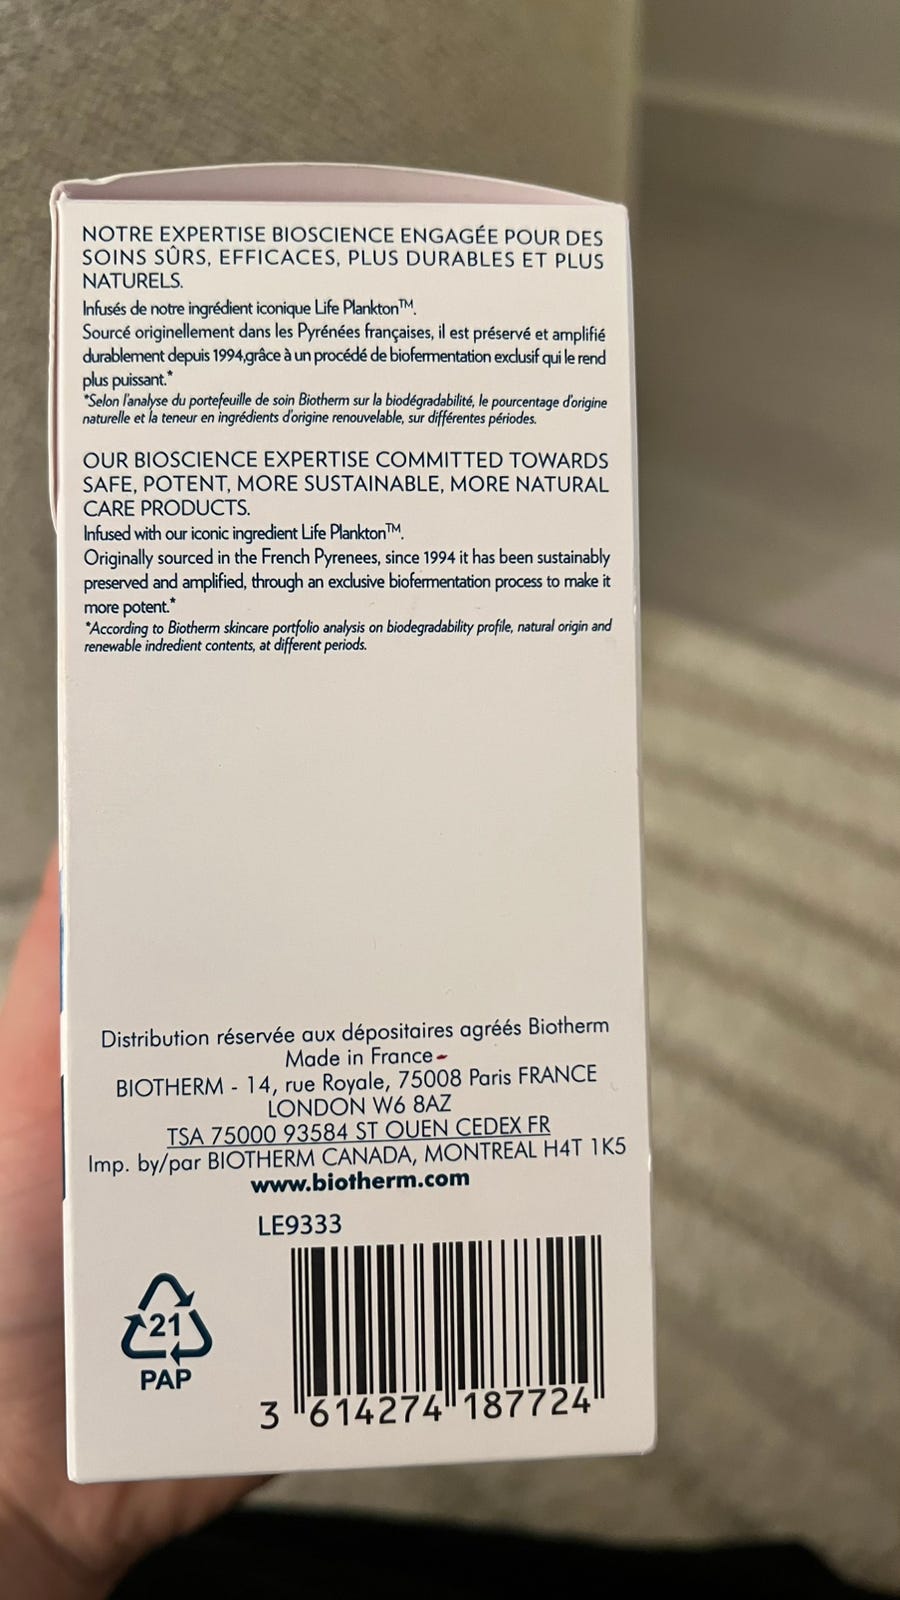 NOTRE EXPERTISE BIOSCIENCE ENGAGÉE POUR DES
SOINS SÛRS, EFFICACES, PLUS DURABLES ET PLUS
NATURELS.
Infusés de notre ingrédient iconique Life Plankton™.
Sourcé originellement dans les Pyrénées françaises, il est préservé et amplifié
durablement depuis 1994,grâce à un procédé de biofermentation exclusif qui le rend
plus puissant.*
*Selon l'analyse du portefeuille de soin Biotherm sur la biodégradabilité, le pourcentage d'origine
naturelle et la teneur en ingrédients d'origine renouvelable, sur différentes périodes.
OUR BIOSCIENCE EXPERTISE COMMITTED TOWARDS
SAFE, POTENT, MORE SUSTAINABLE, MORE NATURAL
CARE PRODUCTS.
Infused with our iconic ingredient Life Plankton™.
Originally sourced in the French Pyrenees, since 1994 it has been sustainably
preserved and amplified, through an exclusive biofermentation process to make it
more potent.*
*According to Biotherm skincare portfolio analysis on biodegradability profile, natural origin and
renewable indredient contents, at different periods.
Distribution réservée aux dépositaires agréés Biotherm
Made in France
BIOTHERM - 14, rue Royale, 75008 Paris FRANCE
LONDON W6 8AZ
TSA 75000 93584 ST OUEN CEDEX FR
Imp. by/par BIOTHERM CANADA, MONTREAL H4T 1K5
www.biotherm.com
LE9333
21
PAP
3 614274 187724